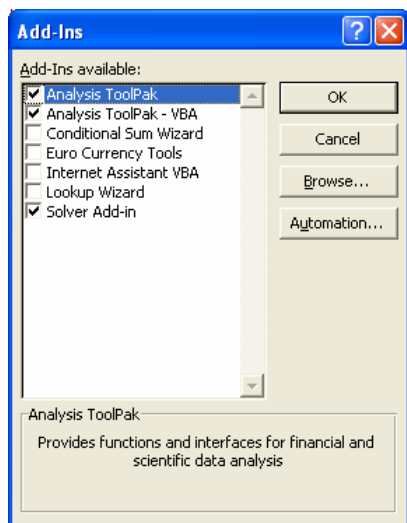 Add-Ins
Add-Ins available:
Analysis ToolPak
Analysis ToolPak - VBA
Conditional Sum Wizard
Euro Currency Tools
Internet Assistant VBA
Lookup Wizard
Solver Add-in
OK
Cancel
Browse...
Automation...
Analysis ToolPak
Provides functions and interfaces for financial and
scientific data analysis